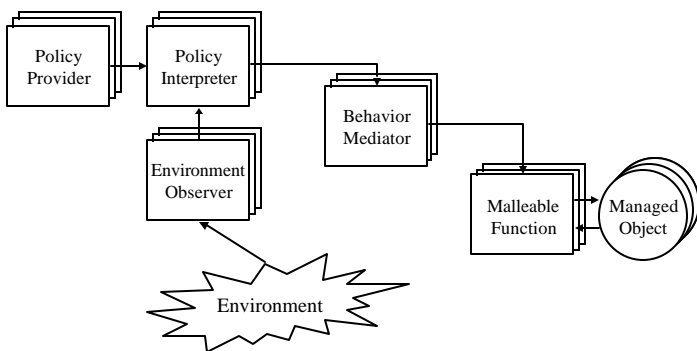 Policy
Provider
Policy
Interpreter
Behavior
Mediator
Environment
Observer
Malleable
Function
Managed
Object
Environment